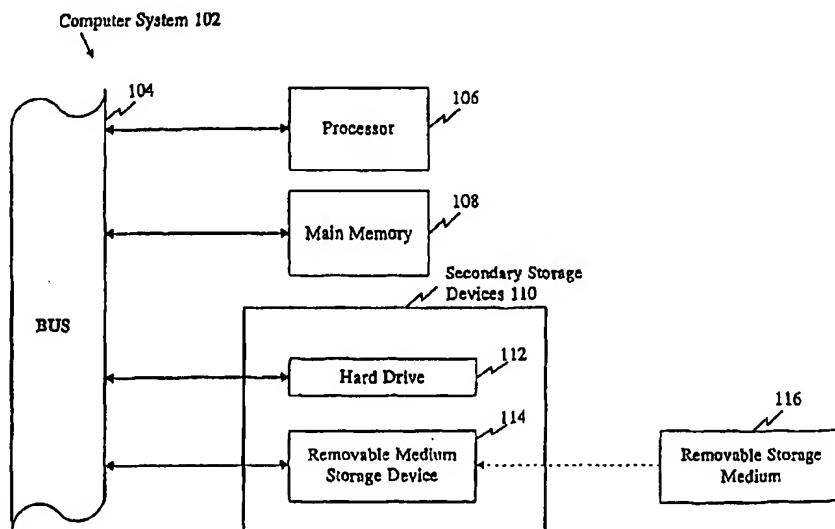 Computer System 102
104
106
Processor
108
Main Memory
Secondary Storage
Devices 110
BUS
112
Hard Drive
114
116
Removable Medium
Storage Device
Removable Storage
Medium